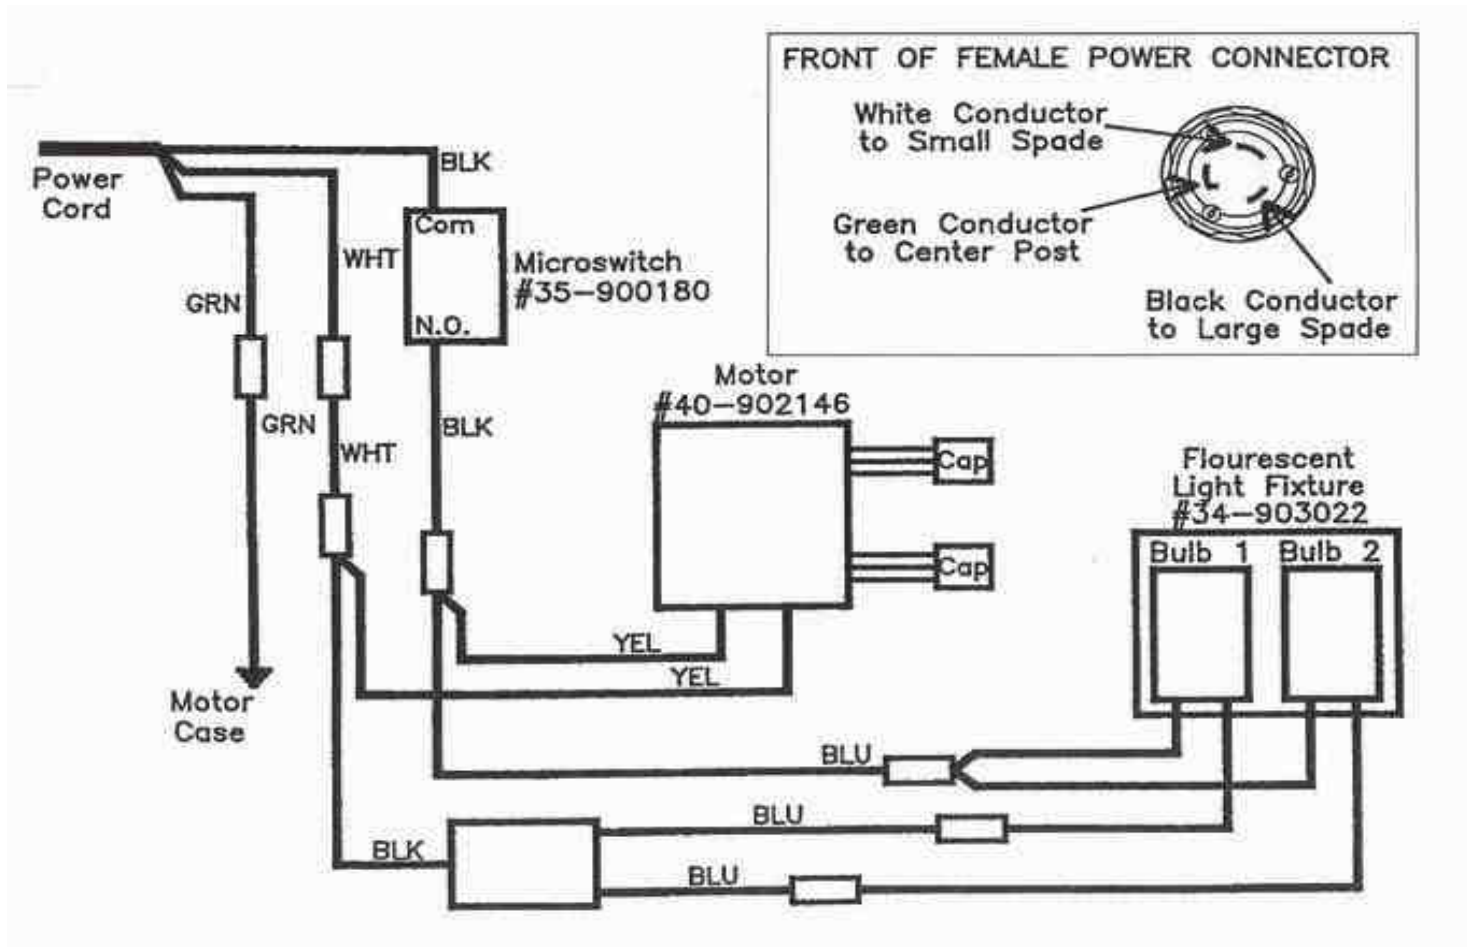 FRONT OF FEMALE POWER CONNECTOR
White Conductor
to Small Spade
Green Conductor
to Center Post
Black Conductor
to Large Spade
Power
Cord
BLK
Com
WHT
Microswitch
#35-900180
GRN
N.O.
Motor
#40-902146
GRN
BLK
WHT
Cap
Flourescent
Light Fixture
#34-903022
Bulb 1
Bulb 2
Cap
YEL
YEL
Motor
Case
BLU
BLU
BLK
BLU